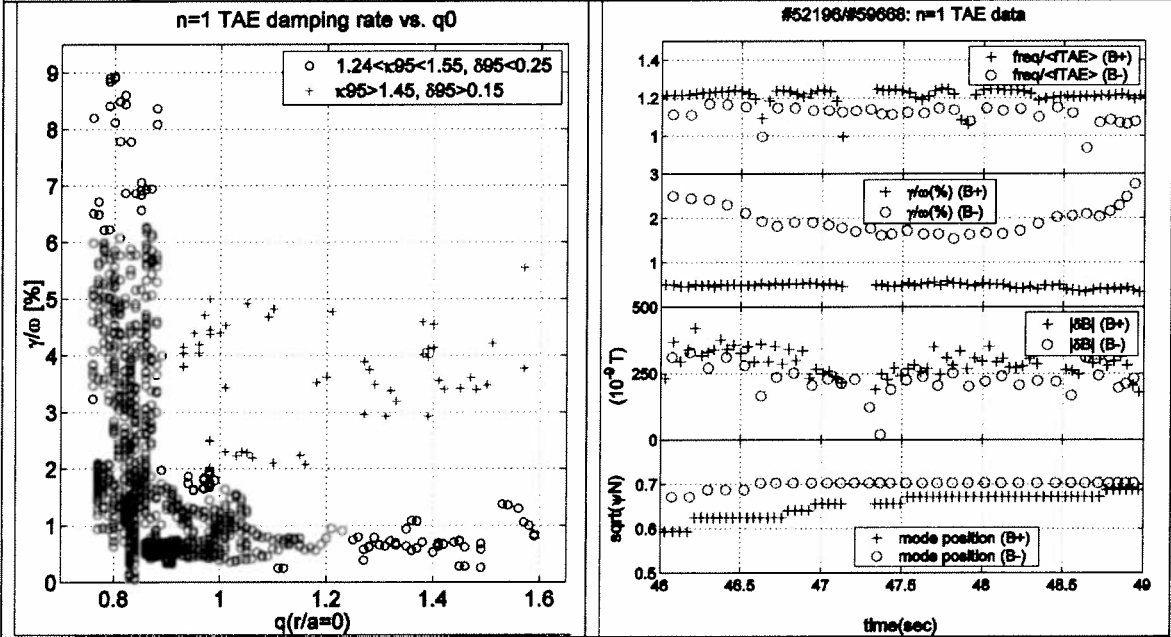 n=1 TAE damping rate vs. q0
1.24<κ95<1.55, δ95<0.25
κ95>1.45, δ95>0.15
γ/ω [%]
9
8
7
6
5
4
3
2
1
0
0.8
1
1.2
1.4
1.6
q(r/a=0)
#52196/#59668: n=1 TAE data
freq/<fTAE> (B+)
freq/<fTAE> (B-)
1.4
1.2
1
3
γ/ω(%) (B+)
γ/ω(%) (B-)
2
1
500
|δB| (B+)
|δB| (B-)
(10⁻⁹ T)
250
0
sqrt(ψN)
0.7
0.6
0.5
mode position (B+)
mode position (B-)
46
46.5
47
47.5
48
48.5
49
time(sec)